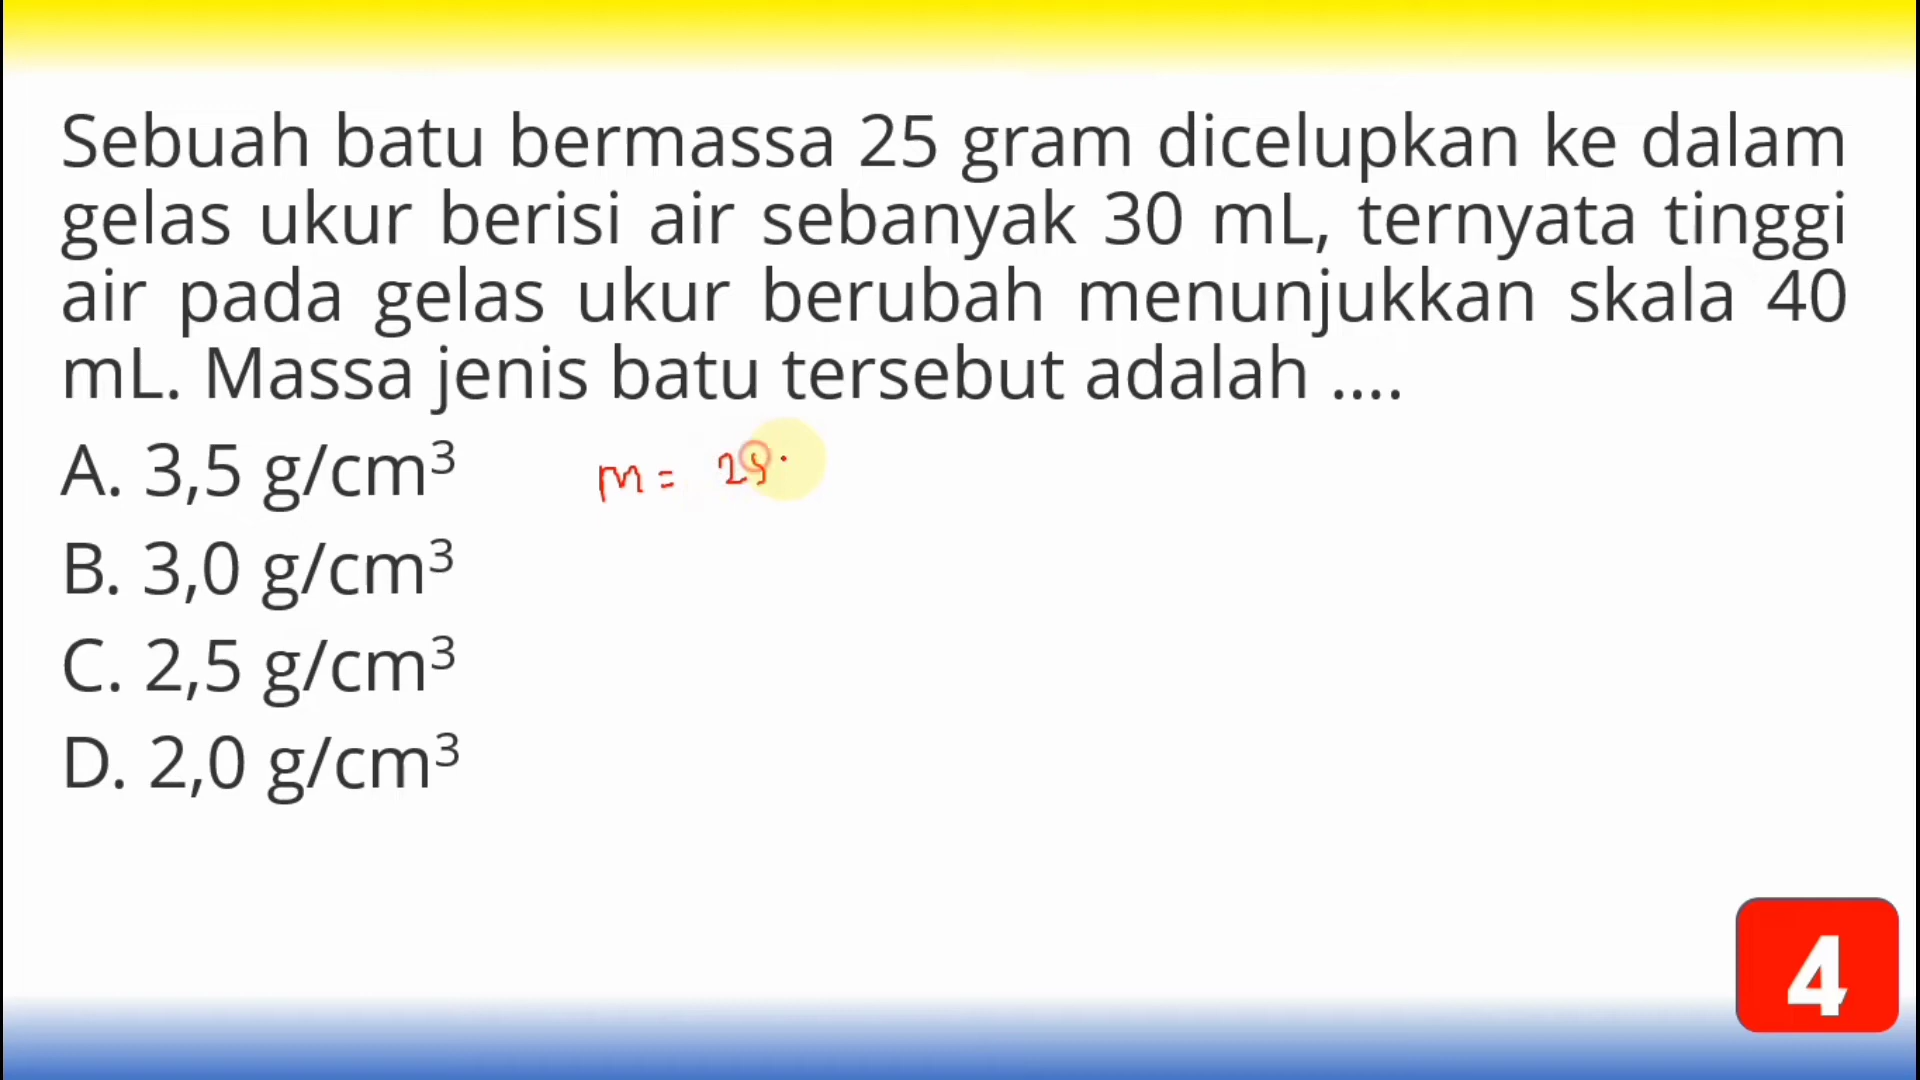 Sebuah batu bermassa 25 gram dicelupkan ke dalam
gelas ukur berisi air sebanyak 30 mL, ternyata tinggi
air pada gelas ukur berubah menunjukkan skala 40
mL. Massa jenis batu tersebut adalah ....
A. 3,5 g/cm³
m = 25
B. 3,0 g/cm³
C. 2,5 g/cm³
D. 2,0 g/cm³
4